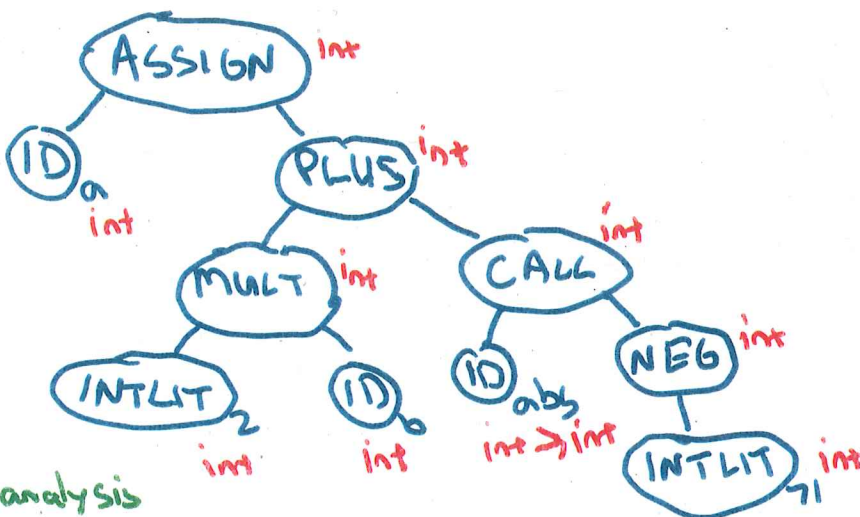 ASSIGN int
ID a
int
PLUS int
MULT int
CALL int
INTLIT 2
int
ID b
int
ID abs
int → int
NEG int
INTLIT 71 int
analysis